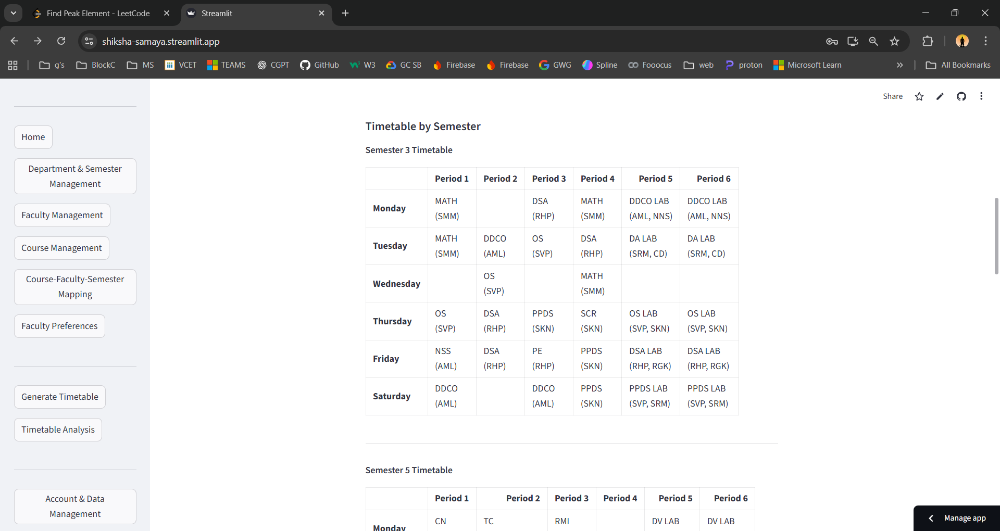 Find Peak Element - LeetCode
Streamlit
shiksha-samaya.streamlit.app
g's BlockC MS VCET TEAMS CGPT GitHub W3 GC SB Firebase Firebase GWG Spline Fooocus web proton Microsoft Learn » All Bookmarks
Share
Home
Department & Semester
Management
Faculty Management
Course Management
Course-Faculty-Semester
Mapping
Faculty Preferences
Generate Timetable
Timetable Analysis
Account & Data
Management
Timetable by Semester
Semester 3 Timetable
Period 1 Period 2 Period 3 Period 4 Period 5 Period 6
Monday
MATH DSA MATH DDCO LAB DDCO LAB
(SMM) (RHP) (SMM) (AML, NNS) (AML, NNS)
Tuesday
MATH DDCO OS DSA DA LAB DA LAB
(SMM) (AML) (SVP) (RHP) (SRM, CD) (SRM, CD)
Wednesday
OS MATH
(SVP) (SMM)
Thursday
OS DSA PPDS SCR OS LAB OS LAB
(SVP) (RHP) (SKN) (SKN) (SVP, SKN) (SVP, SKN)
Friday
NSS DSA PE PPDS DSA LAB DSA LAB
(AML) (RHP) (RHP) (SKN) (RHP, RGK) (RHP, RGK)
Saturday
DDCO DDCO PPDS PPDS LAB PPDS LAB
(AML) (AML) (SKN) (SVP, SRM) (SVP, SRM)
Semester 5 Timetable
Period 1 Period 2 Period 3 Period 4 Period 5 Period 6
Monday
CN TC RMI DV LAB DV LAB
Manage app